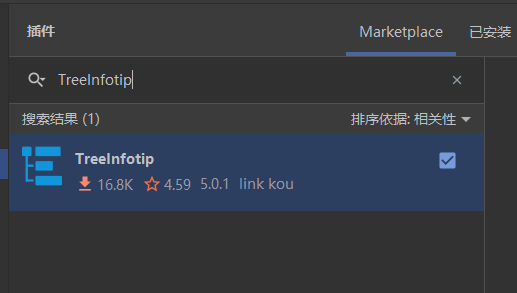 插件
Marketplace 已安装
TreeInfotip
搜索结果 (1) 排序依据: 相关性
TreeInfotip
16.8K 4.59 5.0.1 link kou